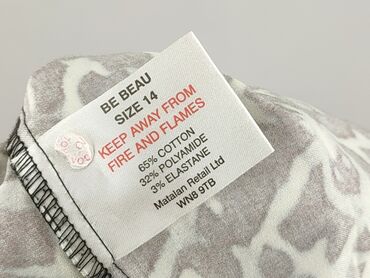 BE BEAU
SIZE 14
KEEP AWAY FROM
FIRE AND FLAMES
65% COTTON
32% POLYAMIDE
3% ELASTANE
Matalan Retail Ltd
WN8 9TB